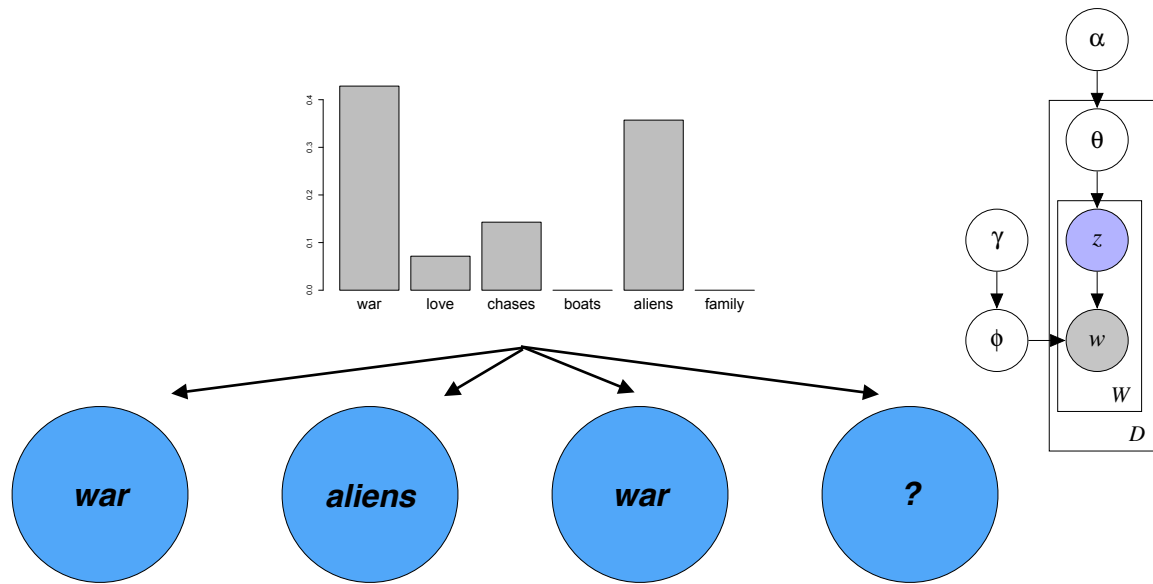 α
θ
z
γ
ϕ
w
W
D
0.4
0.3
0.2
0.1
0.0
war love chases boats aliens family
war aliens war ?